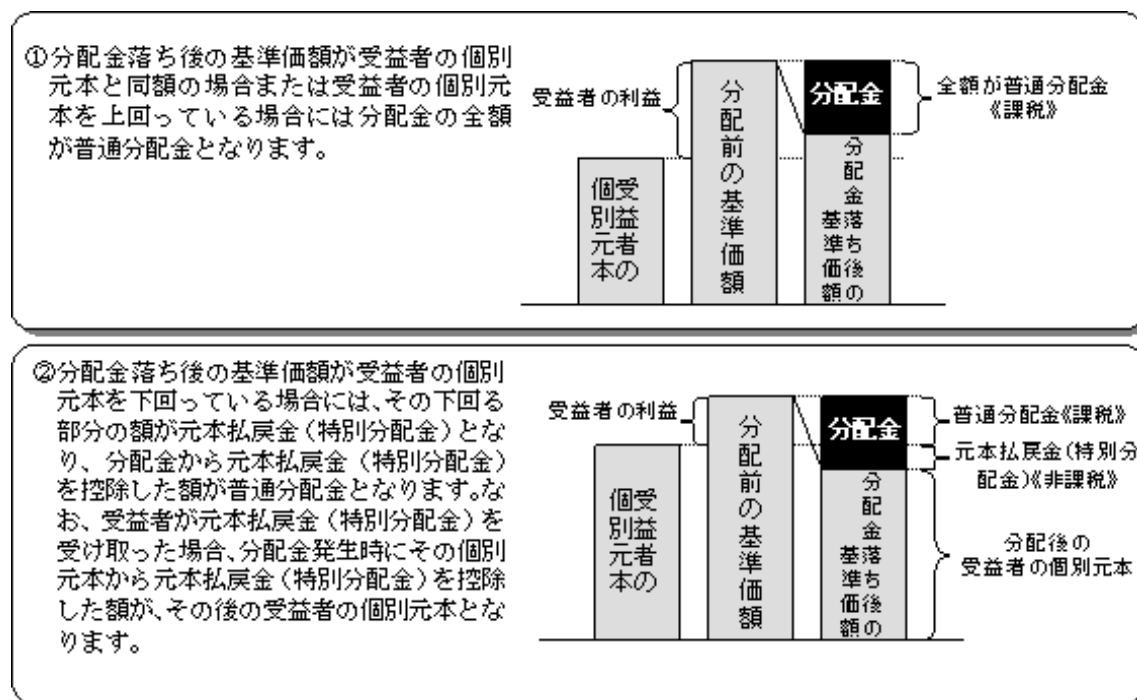 ①分配金落ち後の基準価額が受益者の個別
元本と同額の場合または受益者の個別元
本を上回っている場合には分配金の全額
が普通分配金となります。
受益者の利益
受益者の
個別元本
分配前の基準価額
分配金
分配金落ち後の
基準価額
全額が普通分配金
《課税》
②分配金落ち後の基準価額が受益者の個別
元本を下回っている場合には、その下回る
部分の額が元本払戻金（特別分配金）とな
り、分配金から元本払戻金（特別分配金）
を控除した額が普通分配金となります。な
お、受益者が元本払戻金（特別分配金）を
受け取った場合、分配金発生時にその個別
元本から元本払戻金（特別分配金）を控除
した額が、その後の受益者の個別元本とな
ります。
受益者の利益
受益者の
個別元本
分配前の基準価額
分配金
分配金落ち後の
基準価額
普通分配金《課税》
元本払戻金（特別分
配金）《非課税》
分配後の
受益者の個別元本